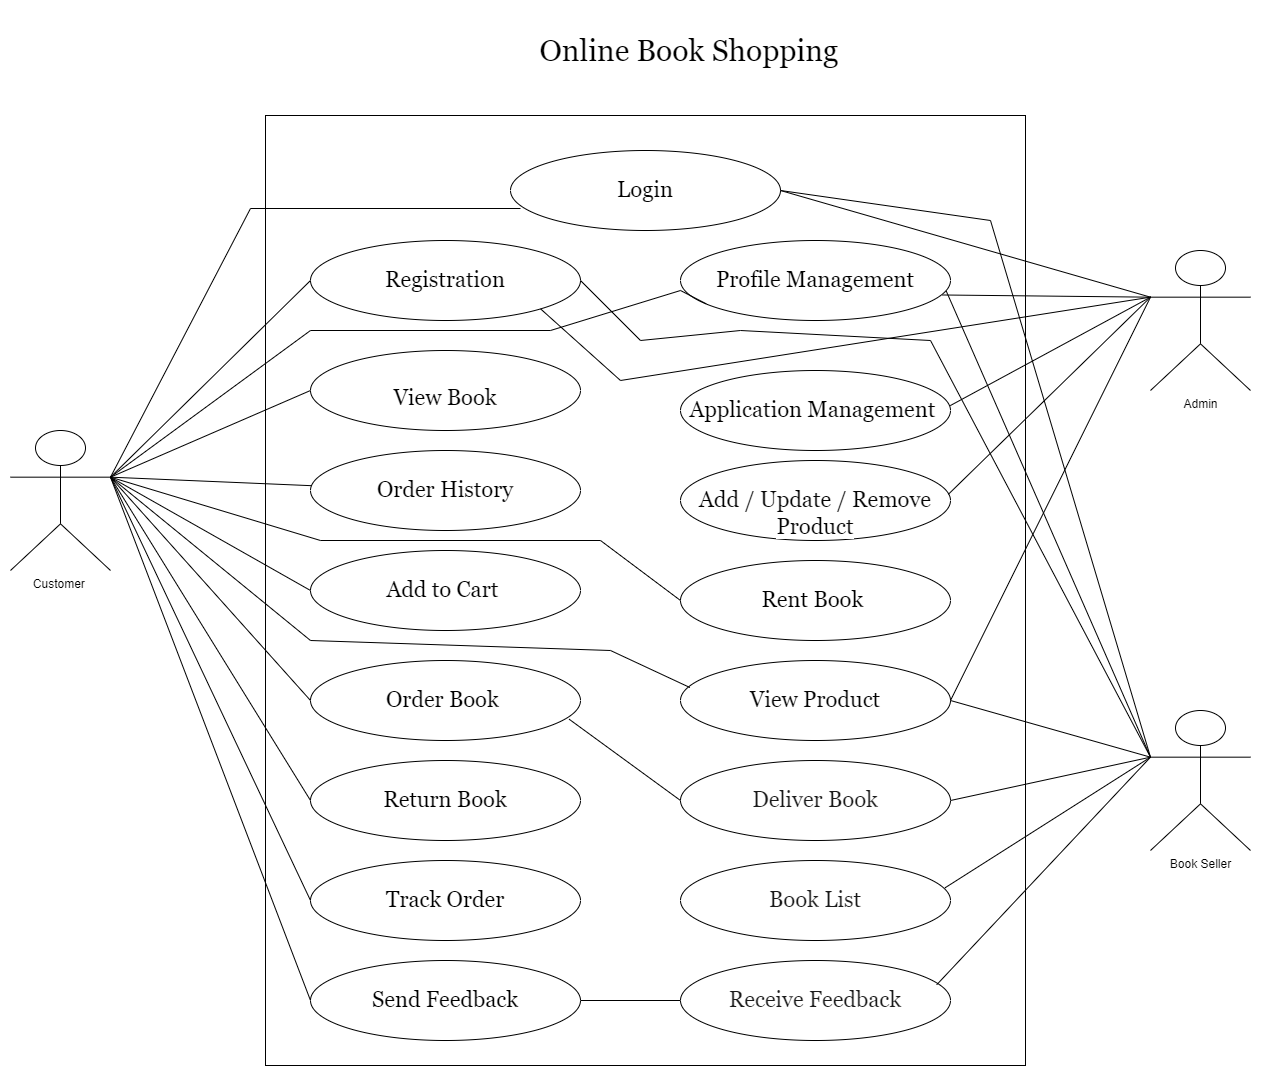 Online Book Shopping
Login
Registration
Profile Management
View Book
Application Management
Order History
Add / Update / Remove
Product
Add to Cart
Rent Book
Order Book
View Product
Return Book
Deliver Book
Track Order
Book List
Send Feedback
Receive Feedback
Customer
Admin
Book Seller